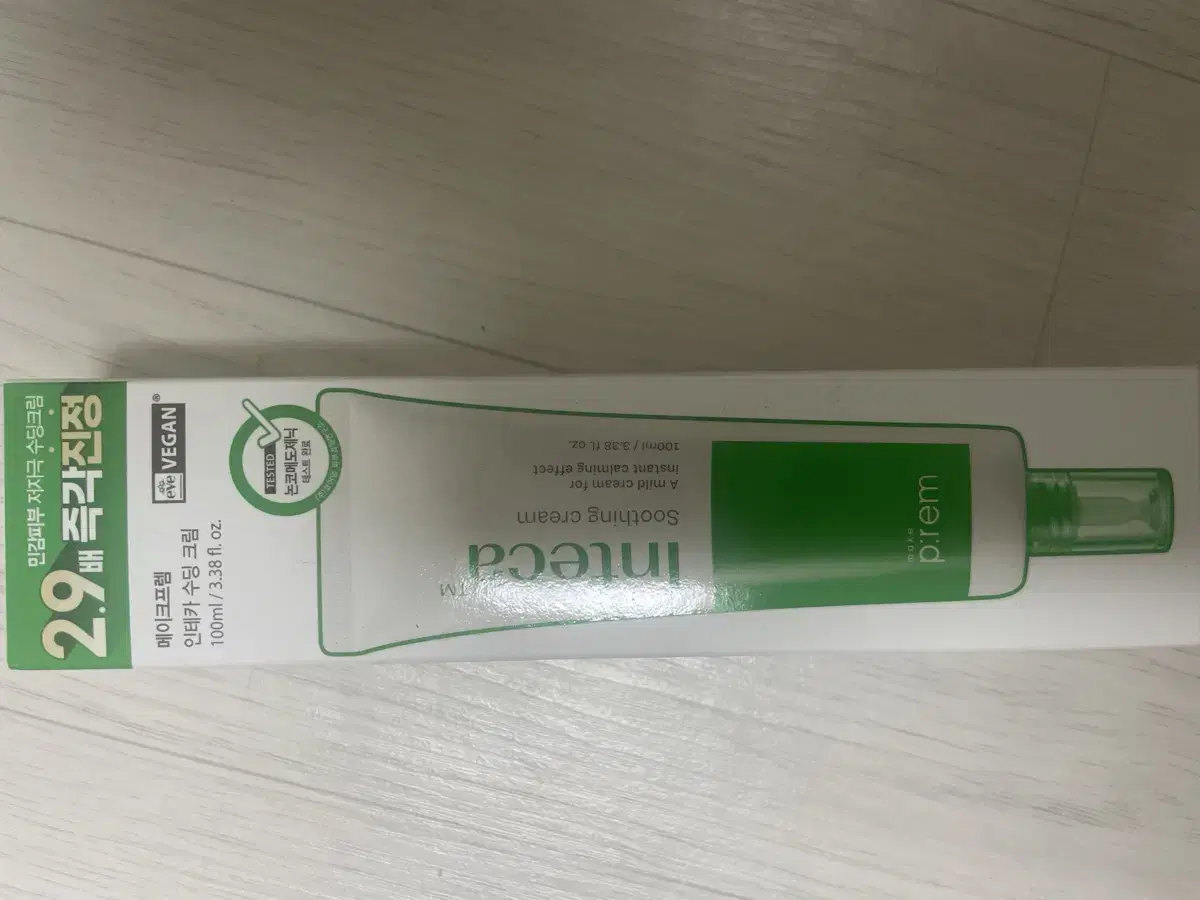 민감피부 저자극 수딩크림
2.9배 즉각진정
메이크프렘
인테카 수딩 크림
100ml / 3.38 fl. oz.
eve VEGAN®
TESTED
논코메도제닉
테스트 완료
Inteca™
Soothing cream
A mild cream for
instant calming effect
100ml / 3.38 fl. oz.
make
p:rem